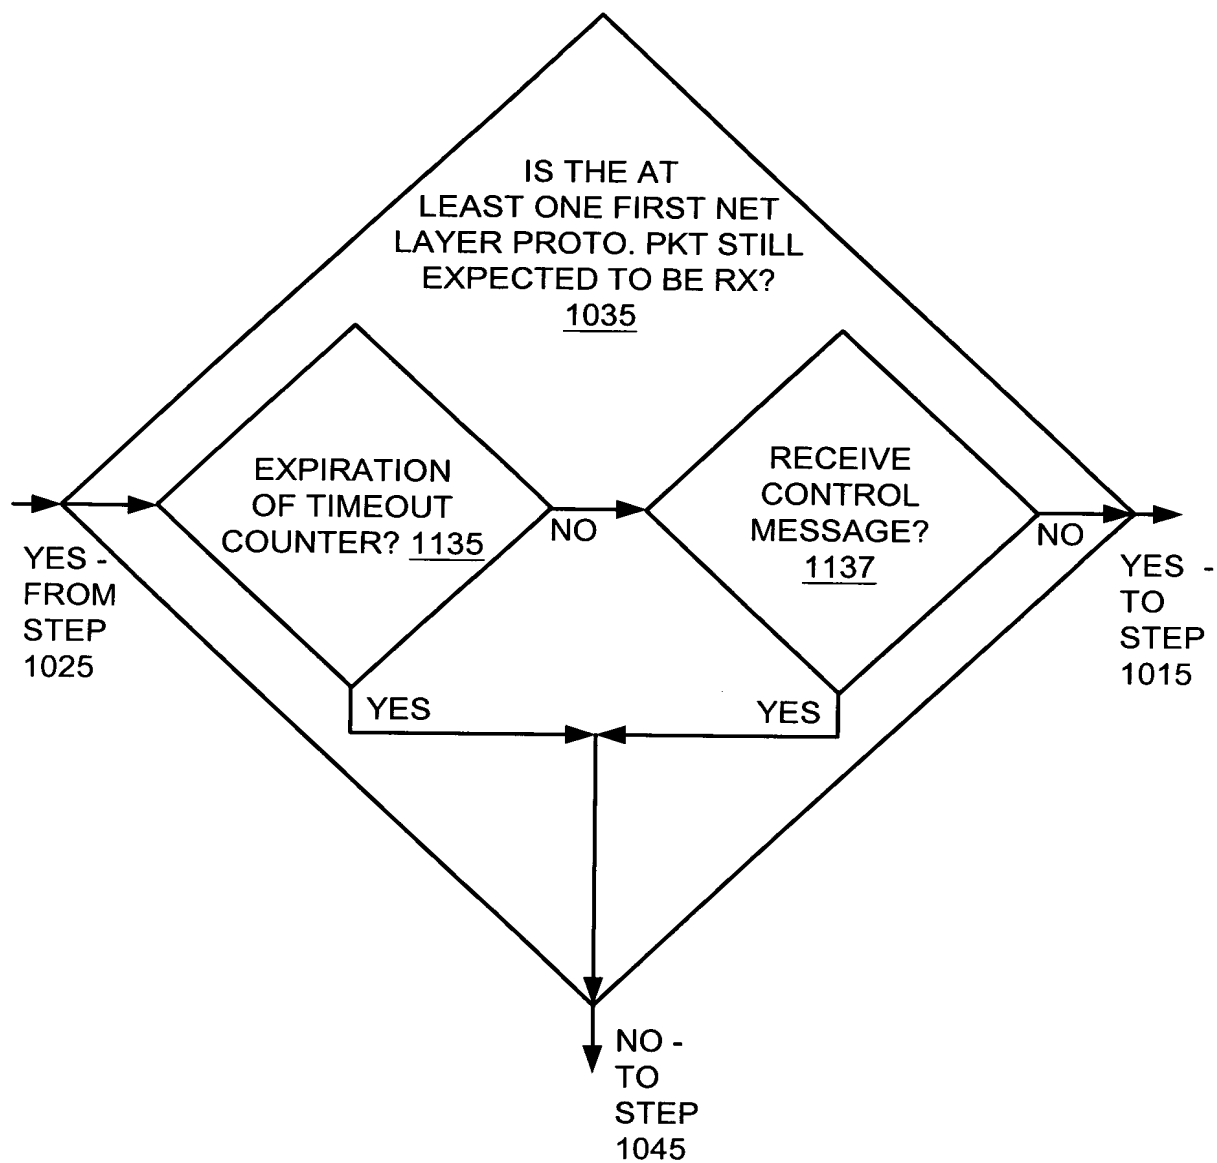 IS THE AT
LEAST ONE FIRST NET
LAYER PROTO. PKT STILL
EXPECTED TO BE RX?
1035
EXPIRATION
OF TIMEOUT
COUNTER? 1135
NO
RECEIVE
CONTROL
MESSAGE?
1137
NO
YES -
FROM
STEP
1025
YES -
TO
STEP
1015
YES
YES
NO -
TO
STEP
1045